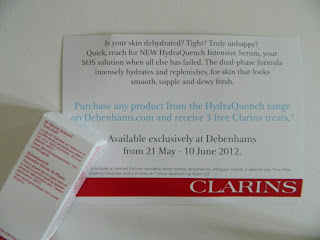 Is your skin dehydrated? Tight? Truly unhappy?
Quick, reach for NEW HydraQuench Intensive Serum, your
SOS solution when all else has failed. The dual-phase formula
intensely hydrates and replenishes, for skin that looks
smooth, supple and dewy fresh.
Purchase any product from the HydraQuench range
on Debenhams.com and receive 3 free Clarins treats.*
Available exclusively at Debenhams
from 21 May - 10 June 2012.
CLARINS